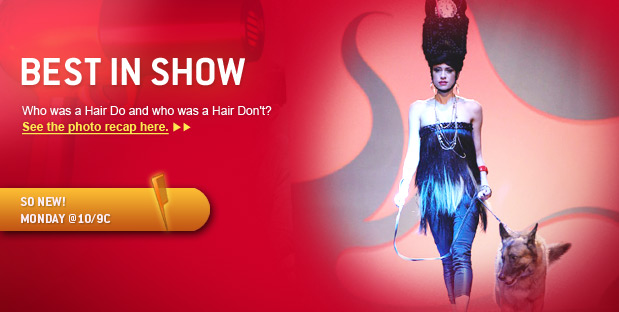 BEST IN SHOW
Who was a Hair Do and who was a Hair Don't?
See the photo recap here.
SO NEW!
MONDAY @10/9C